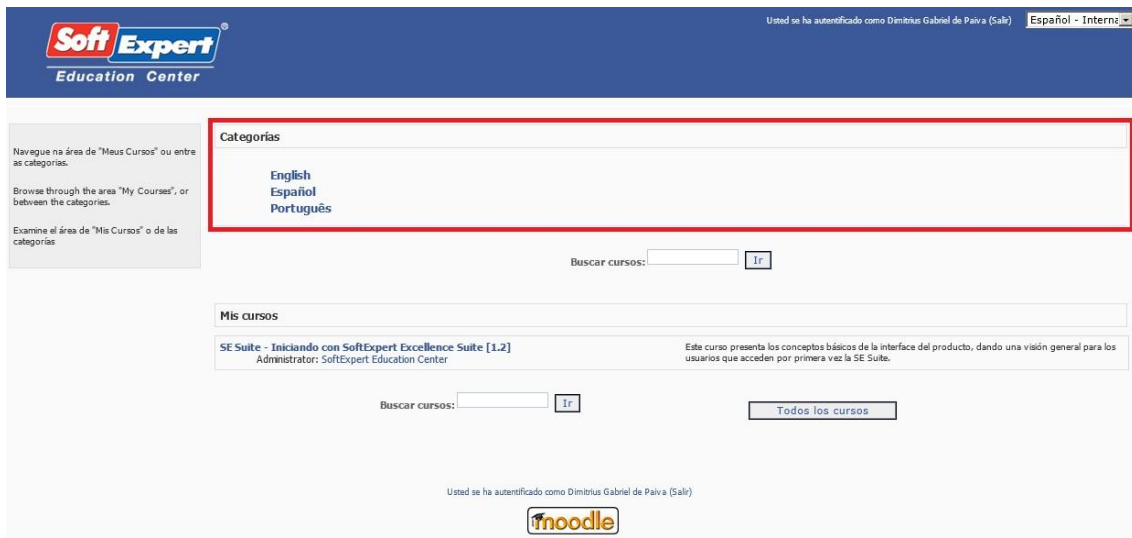 Soft Expert®
Education Center
Usted se ha autentificado como Dimitrius Gabriel de Paiva (Salir)
Español - Interna
Navegue na área de "Meus Cursos" ou entre
as categorias.
Browse through the area "My Courses", or
between the categories.
Examine el área de "Mis Cursos" o de las
categorías
Categorías
English
Español
Português
Buscar cursos:
Ir
Mis cursos
SE Suite - Iniciando con SoftExpert Excellence Suite [1.2]
Administrator: SoftExpert Education Center
Este curso presenta los conceptos básicos de la interface del producto, dando una visión general para los
usuarios que acceden por primera vez la SE Suite.
Buscar cursos:
Ir
Todos los cursos
Usted se ha autentificado como Dimitrius Gabriel de Paiva (Salir)
moodle